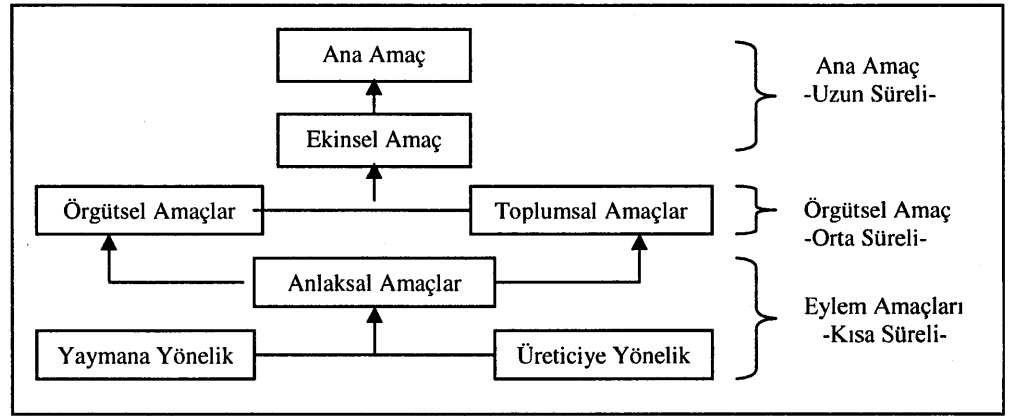 Ana Amaç
Ekinsel Amaç
Ana Amaç
-Uzun Süreli-
Örgütsel Amaçlar
Toplumsal Amaçlar
Örgütsel Amaç
-Orta Süreli-
Anlaksal Amaçlar
Yaymana Yönelik
Üreticiye Yönelik
Eylem Amaçları
-Kısa Süreli-